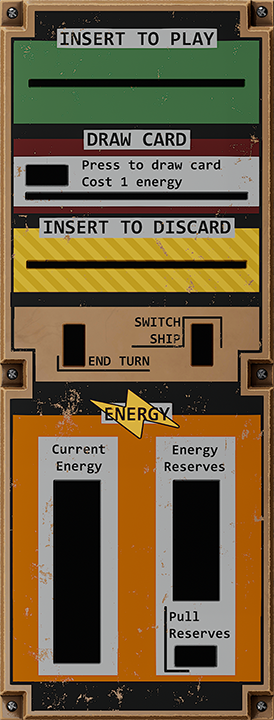 INSERT TO PLAY
DRAW CARD
Press to draw card
Cost 1 energy
INSERT TO DISCARD
SWITCH
SHIP
END TURN
ENERGY
Current
Energy
Energy
Reserves
Pull
Reserves